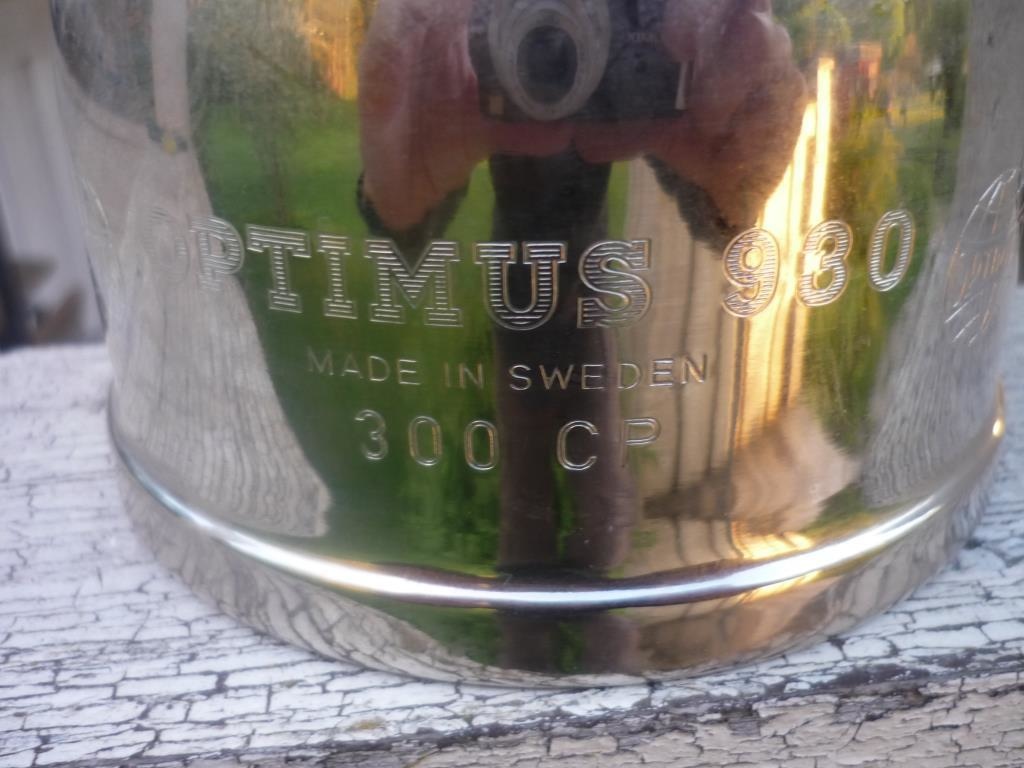 OPTIMUS 930
MADE IN SWEDEN
300 CP